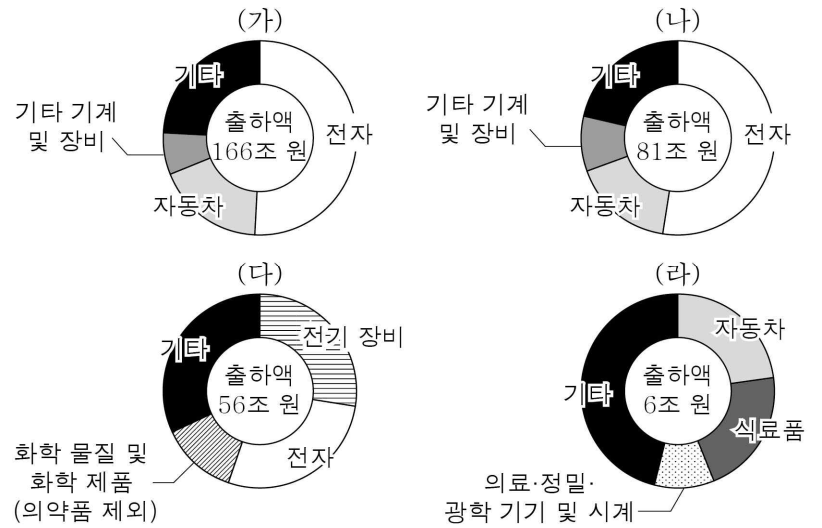 (가)
기타
전자
기타 기계
및 장비
출하액
166조 원
자동차
(나)
기타
전자
기타 기계
및 장비
출하액
81조 원
자동차
(다)
전기 장비
기타
출하액
56조 원
전자
화학 물질 및
화학 제품
(의약품 제외)
(라)
자동차
기타
출하액
6조 원
식료품
의료·정밀·
광학 기기 및 시계